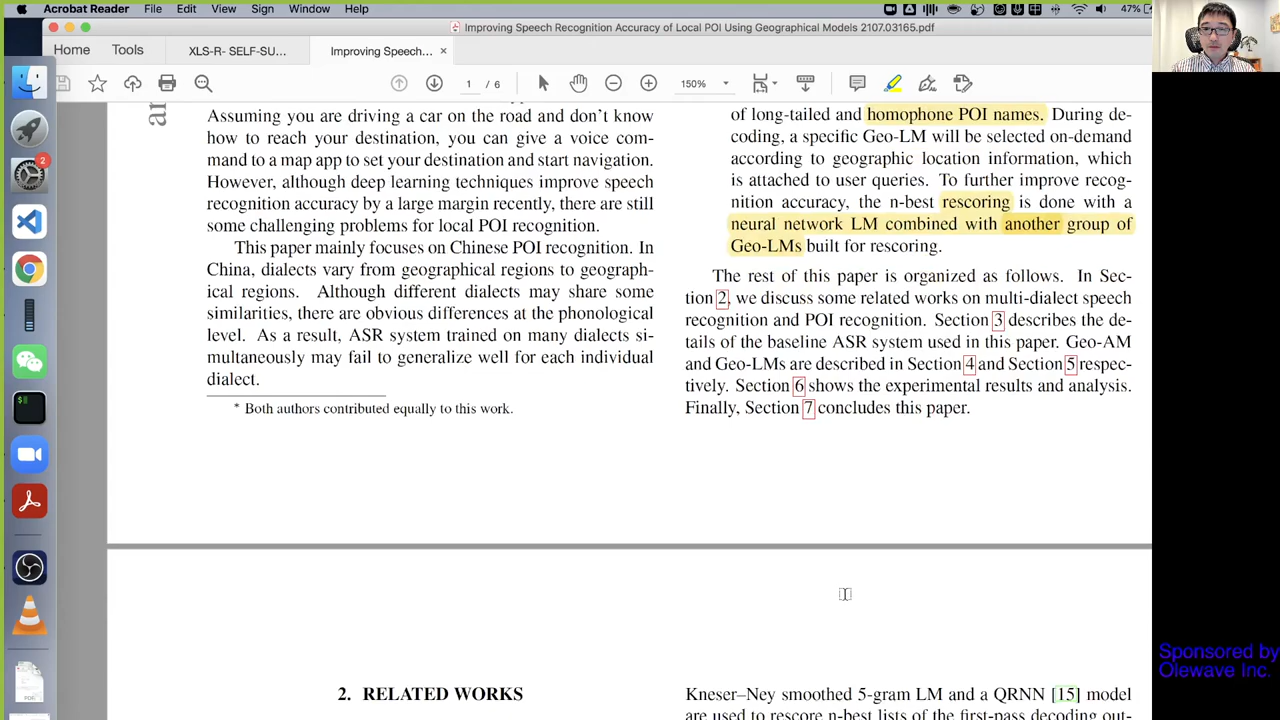 Acrobat Reader File Edit View Sign Window Help
47%
Improving Speech Recognition Accuracy of Local POI Using Geographical Models 2107.03165.pdf
Home Tools XLS-R- SELF-SU... Improving Speech... ×
1 / 6 150%
2
ar
Assuming you are driving a car on the road and don't know
how to reach your destination, you can give a voice com-
mand to a map app to set your destination and start navigation.
However, although deep learning techniques improve speech
recognition accuracy by a large margin recently, there are still
some challenging problems for local POI recognition.
This paper mainly focuses on Chinese POI recognition. In
China, dialects vary from geographical regions to geograph-
ical regions. Although different dialects may share some
similarities, there are obvious differences at the phonological
level. As a result, ASR system trained on many dialects si-
multaneously may fail to generalize well for each individual
dialect.
* Both authors contributed equally to this work.
of long-tailed and homophone POI names. During de-
coding, a specific Geo-LM will be selected on-demand
according to geographic location information, which
is attached to user queries. To further improve recog-
nition accuracy, the n-best rescoring is done with a
neural network LM combined with another group of
Geo-LMs built for rescoring.
The rest of this paper is organized as follows. In Sec-
tion 2, we discuss some related works on multi-dialect speech
recognition and POI recognition. Section 3 describes the de-
tails of the baseline ASR system used in this paper. Geo-AM
and Geo-LMs are described in Section 4 and Section 5 respec-
tively. Section 6 shows the experimental results and analysis.
Finally, Section 7 concludes this paper.
2. RELATED WORKS
Kneser–Ney smoothed 5-gram LM and a QRNN [15] model
are used to rescore n-best lists of the first-pass decoding out-
Sponsored by
Olewave Inc.